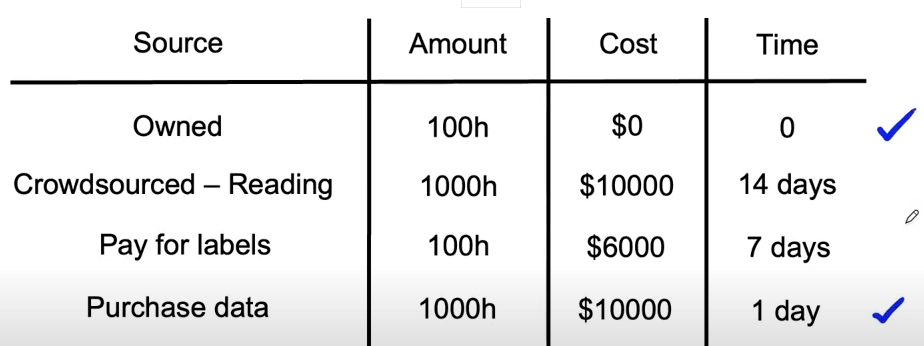 Source Amount Cost Time
Owned 100h $0 0
Crowdsourced – Reading 1000h $10000 14 days
Pay for labels 100h $6000 7 days
Purchase data 1000h $10000 1 day